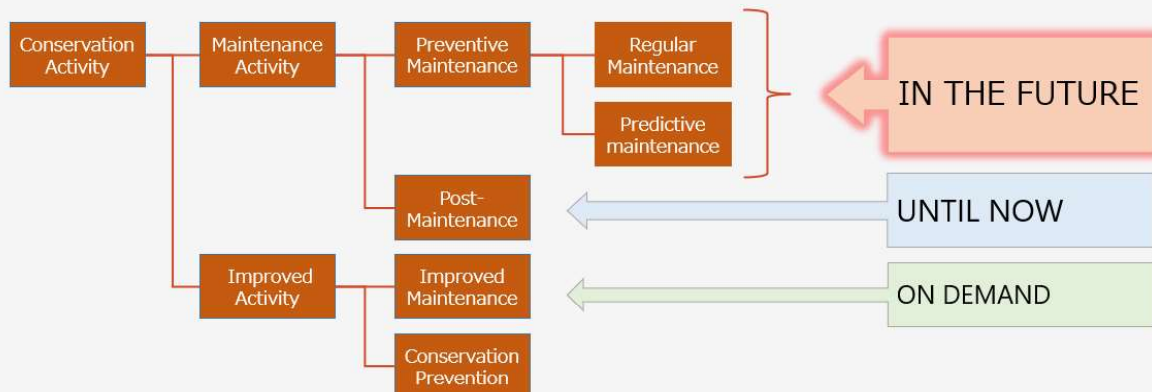 Conservation
Activity
Maintenance
Activity
Preventive
Maintenance
Regular
Maintenance
IN THE FUTURE
Predictive
maintenance
Post-
Maintenance
UNTIL NOW
Improved
Activity
Improved
Maintenance
ON DEMAND
Conservation
Prevention